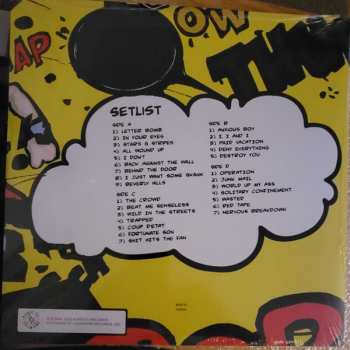 AP
OW
SETLIST
SIDE A
1) LETTER BOMB
2) IN YOUR EYES
3) STARS & STRIPES
4) ALL WOUND UP
5) I DON'T
6) BACK AGAINST THE WALL
7) BEHIND THE DOOR
8) I JUST WANT SOME SKANK
9) BEVERLY HILLS
SIDE B
1) ANXIOUS BOY
2) I, I AND I
3) PAID VACATION
4) DENY EVERYTHING
5) DESTROY YOU
SIDE C
1) THE CROWD
2) BEAT ME SENSELESS
3) WILD IN THE STREETS
4) TRAPPED
5) COUP DETAT
6) FORTUNATE SON
7) SHIT HITS THE FAN
SIDE D
1) OPERATION
2) JUNK MAIL
3) WORLD UP MY ASS
4) SOLITARY CONFINEMENT
5) WASTED
6) RED TAPE
7) NERVOUS BREAKDOWN